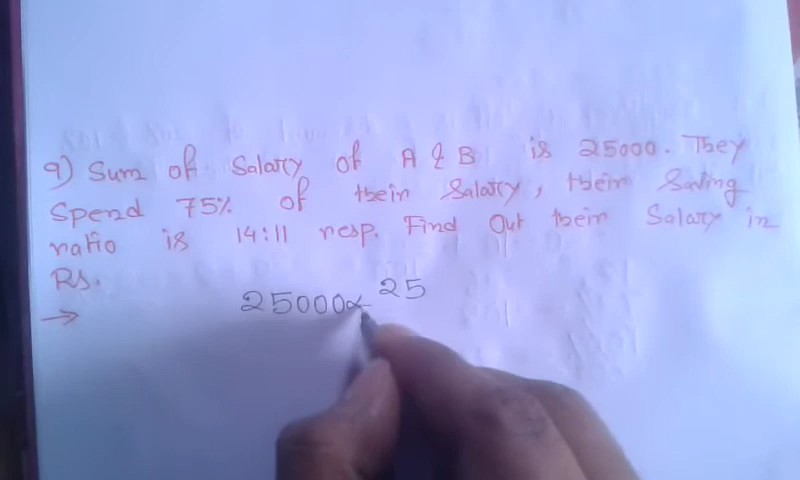 9) Sum of Salary of A & B is 25000. They
Spend 75% of their Salary, their Saving
ratio is 14:11 resp. Find Out their Salary in
Rs.
→ 25000× 25